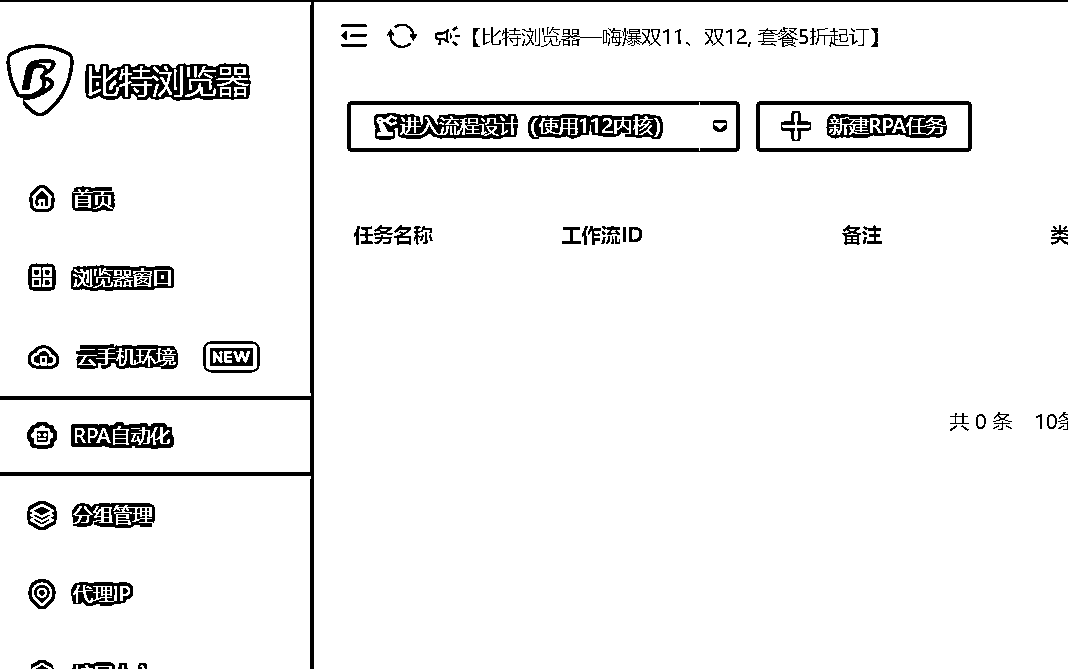 【比特浏览器—嗨爆双11、双12, 套餐5折起订】
比特浏览器
进入流程设计 (使用112内核)
新建RPA任务
首页
任务名称
工作流ID
备注
类
浏览器窗口
云手机环境
NEW
共 0 条
10条
RPA自动化
分组管理
代理IP